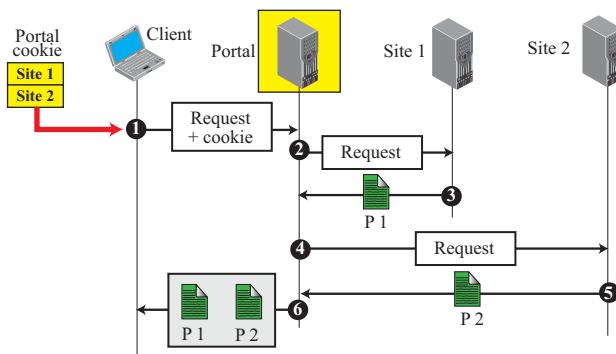 Portal
cookie
Site 1
Site 2
Client
Portal
Site 1
Site 2
1
Request
+ cookie
2
Request
3
P 1
4
Request
5
P 2
6
P 1
P 2